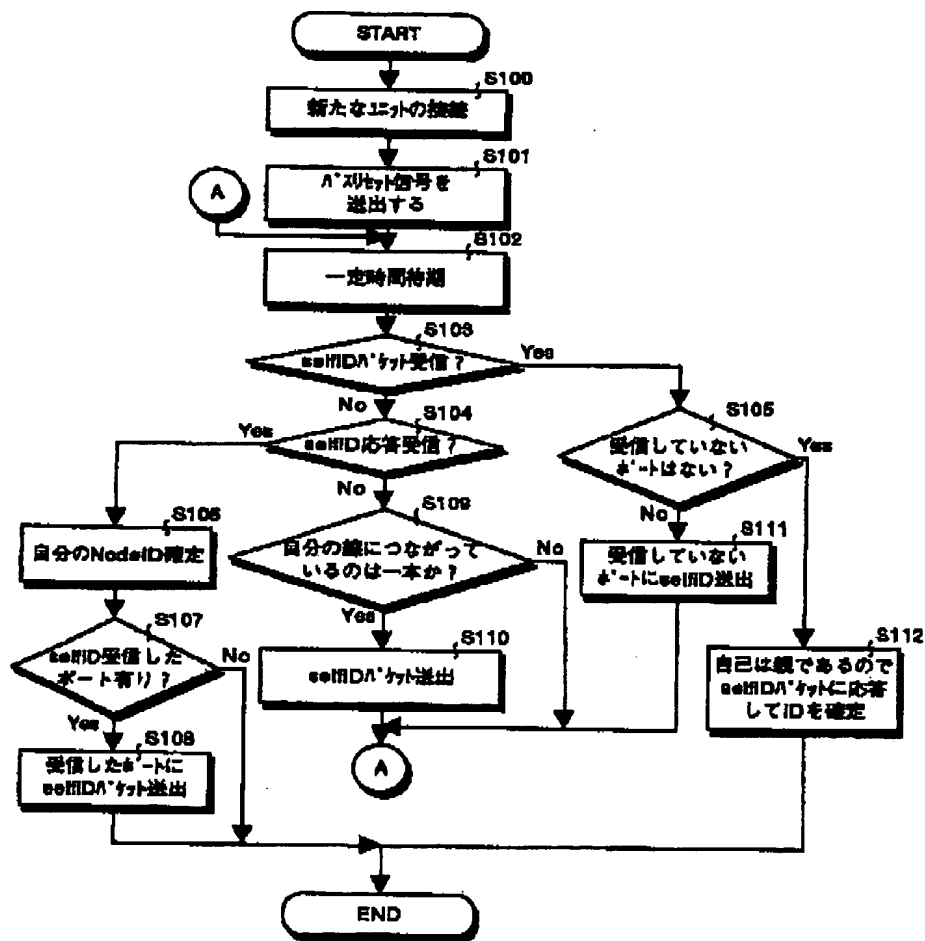 START
S100
新たなユニットの接続
S101
バスリセット信号を
送出する
A
S102
一定時間待期
S103
selfIDパケット受信?
Yes
No
S104
selfID応答受信?
Yes
No
S105
受信していない
ポートはない?
Yes
No
S106
自分のNodeID確定
S109
自分の線につながって
いるのは一本か?
No
Yes
S111
受信していない
ポートにselfID送出
S107
selfID受信した
ポート有り?
No
Yes
S110
selfIDパケット送出
S112
自己は親であるので
selfIDパケットに応答
してIDを確定
S108
受信したポートに
selfIDパケット送出
A
END